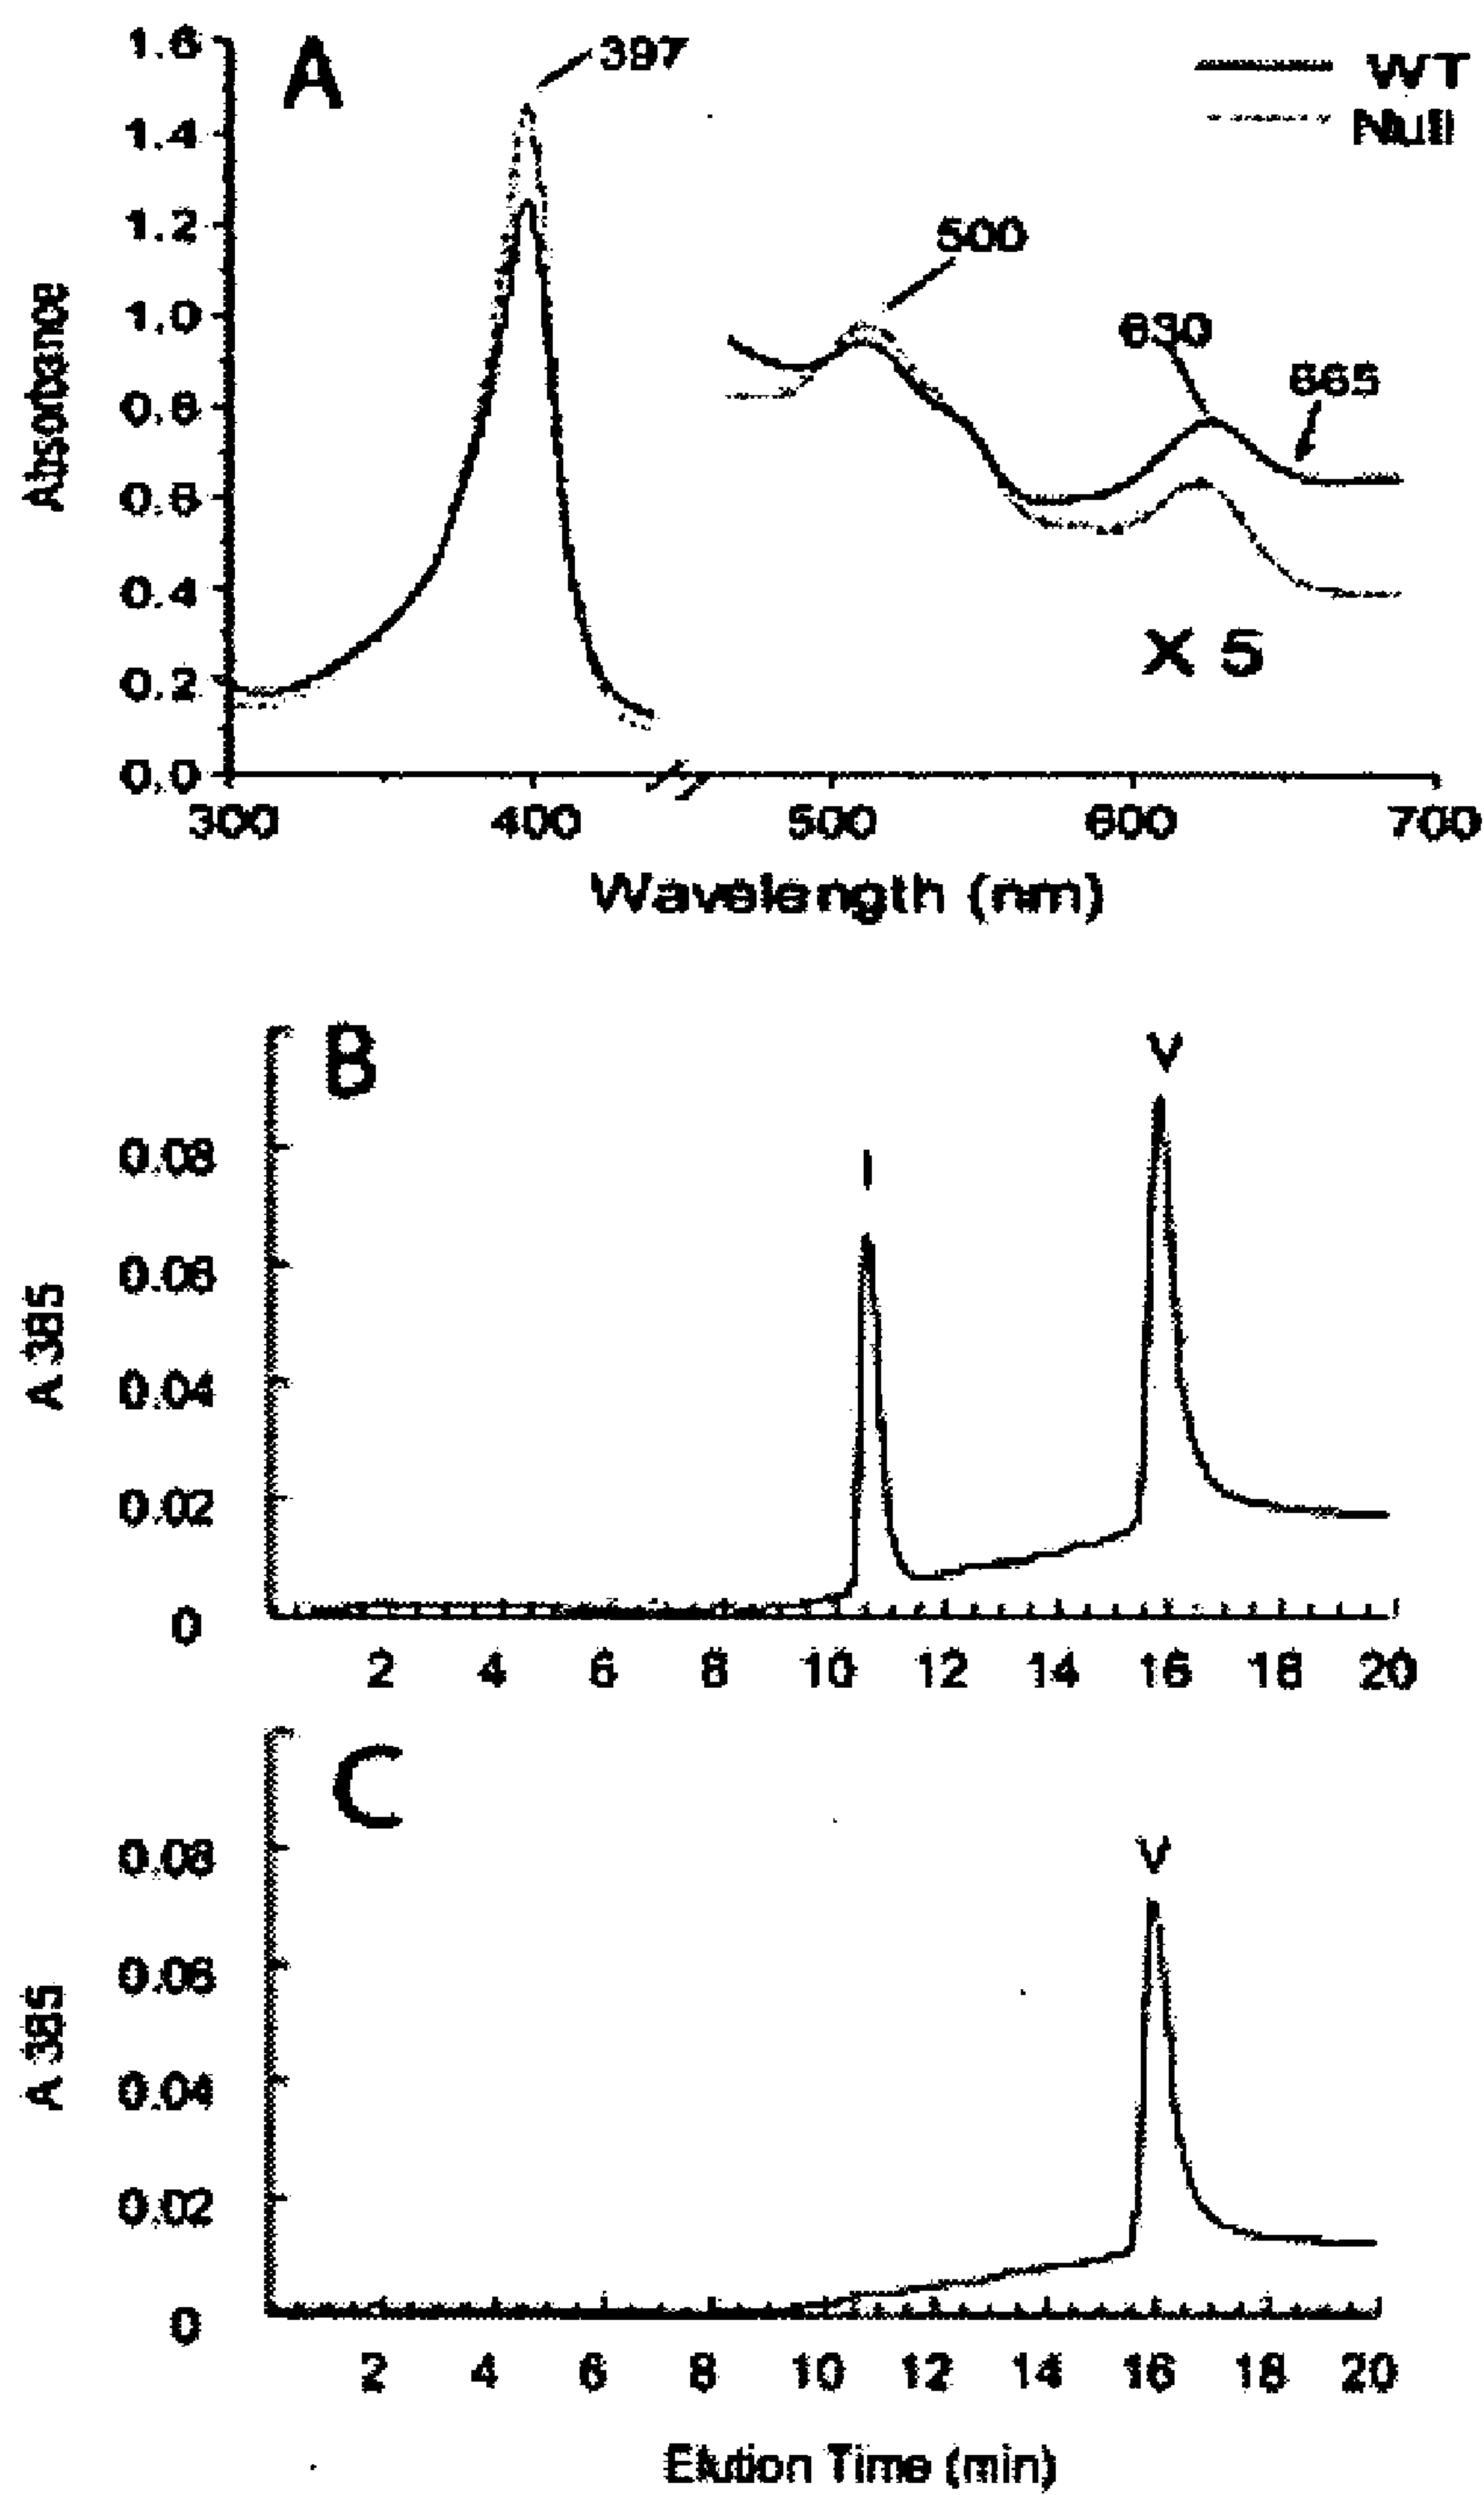 A
397
WT
Null
500
630
665
X 5
Absorbance
1.6
1.4
1.2
1.0
0.8
0.6
0.4
0.2
0.0
300 400 500 600 700
Wavelength (nm)
B
I
V
A 385
0.08
0.06
0.04
0.02
0
2 4 6 8 10 12 14 16 18 20
C
V
A 385
0.08
0.06
0.04
0.02
0
2 4 6 8 10 12 14 16 18 20
Elution Time (min)